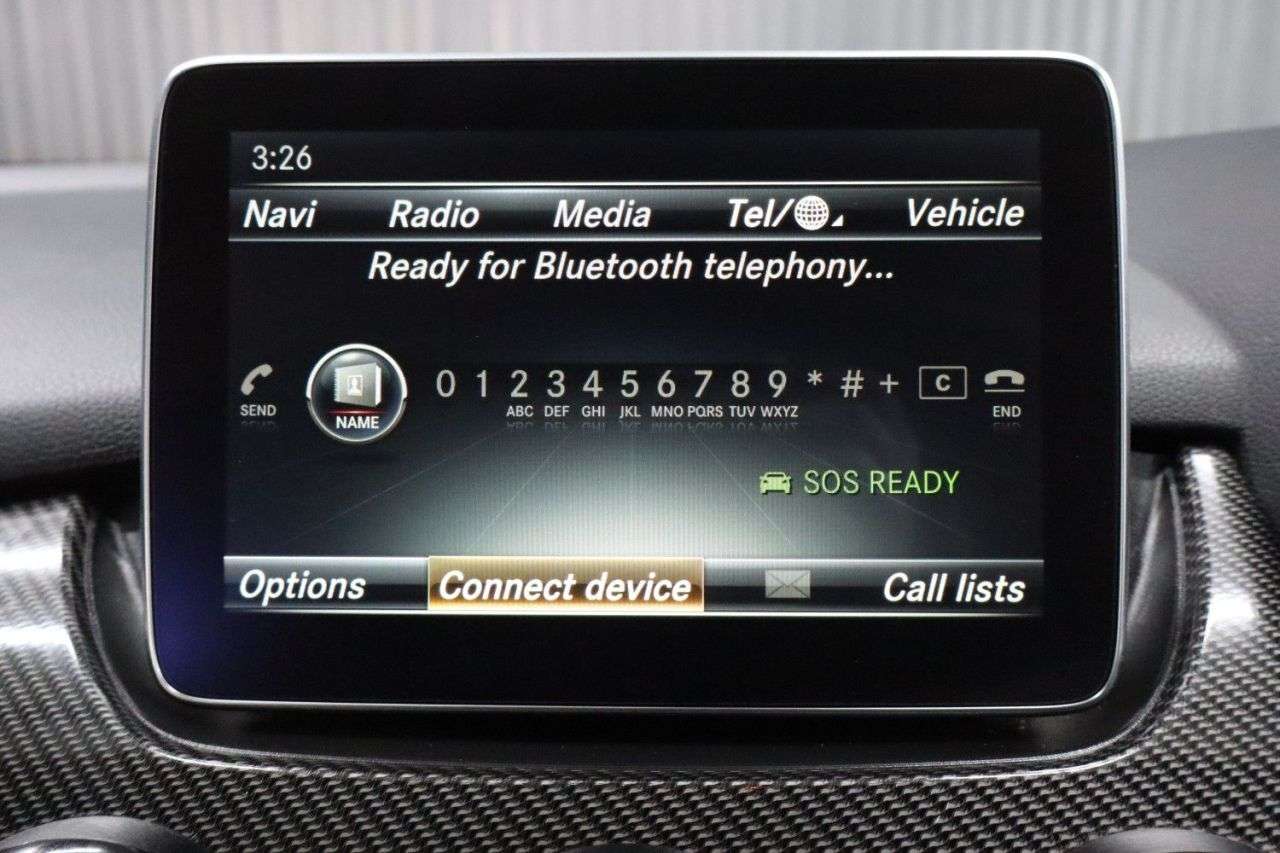 3:26
Navi Radio Media Tel/ Vehicle
Ready for Bluetooth telephony...
0 1 2 3 4 5 6 7 8 9 * # + C
SEND NAME ABC DEF GHI JKL MNO PQRS TUV WXYZ END
SOS READY
Options Connect device Call lists